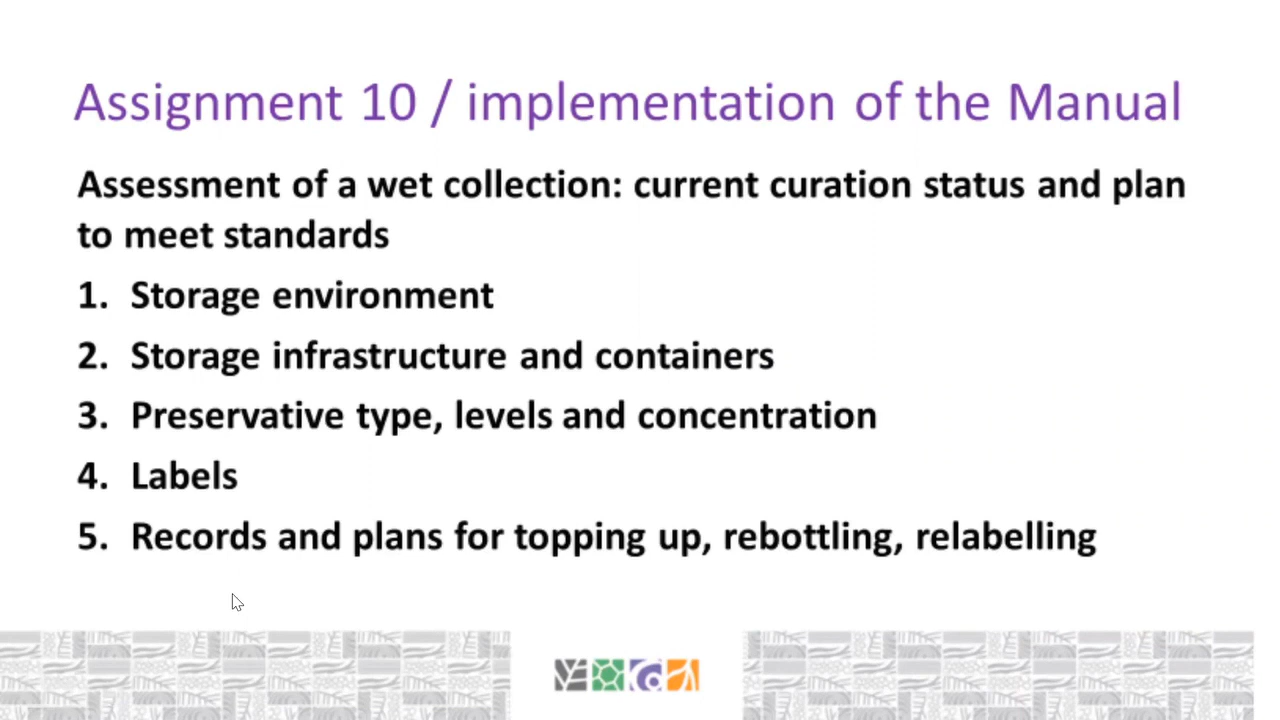 Assignment 10 / implementation of the Manual
Assessment of a wet collection: current curation status and plan
to meet standards
1. Storage environment
2. Storage infrastructure and containers
3. Preservative type, levels and concentration
4. Labels
5. Records and plans for topping up, rebottling, relabelling